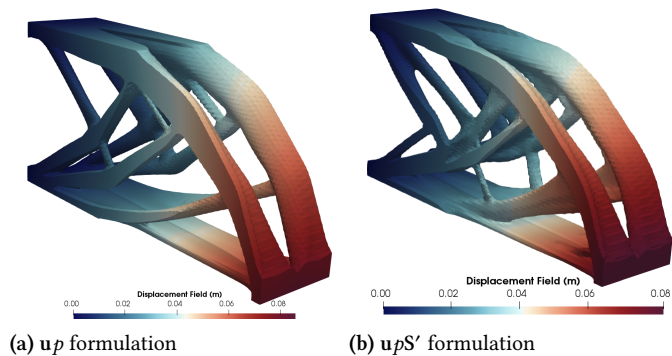 Displacement Field (m)
0.00 0.02 0.04 0.06 0.08
Displacement Field (m)
0.00 0.02 0.04 0.06 0.08
(a) up formulation
(b) upS′ formulation